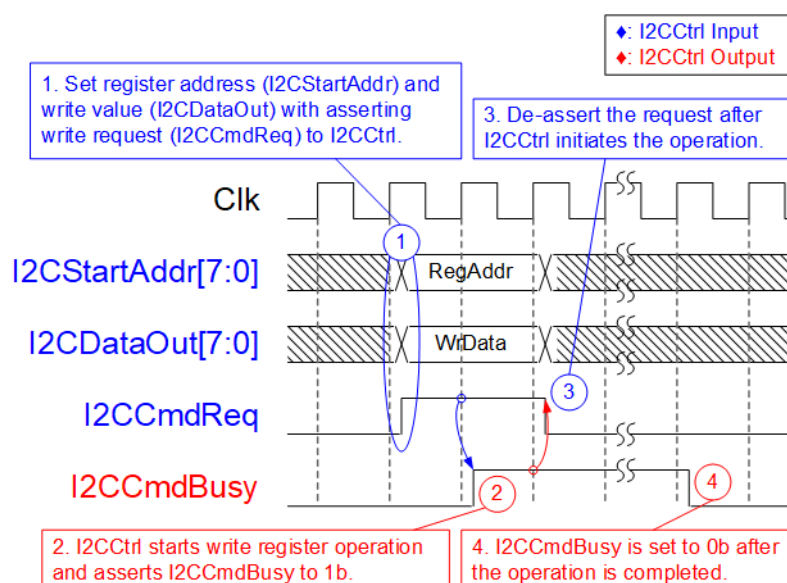 ♦: I2CCtrl Input
♦: I2CCtrl Output
1. Set register address (I2CStartAddr) and
write value (I2CDataOut) with asserting
write request (I2CCmdReq) to I2CCtrl.
3. De-assert the request after
I2CCtrl initiates the operation.
Clk
1
I2CStartAddr[7:0]
RegAddr
I2CDataOut[7:0]
WrData
3
I2CCmdReq
I2CCmdBusy
2
4
2. I2CCtrl starts write register operation
and asserts I2CCmdBusy to 1b.
4. I2CCmdBusy is set to 0b after
the operation is completed.